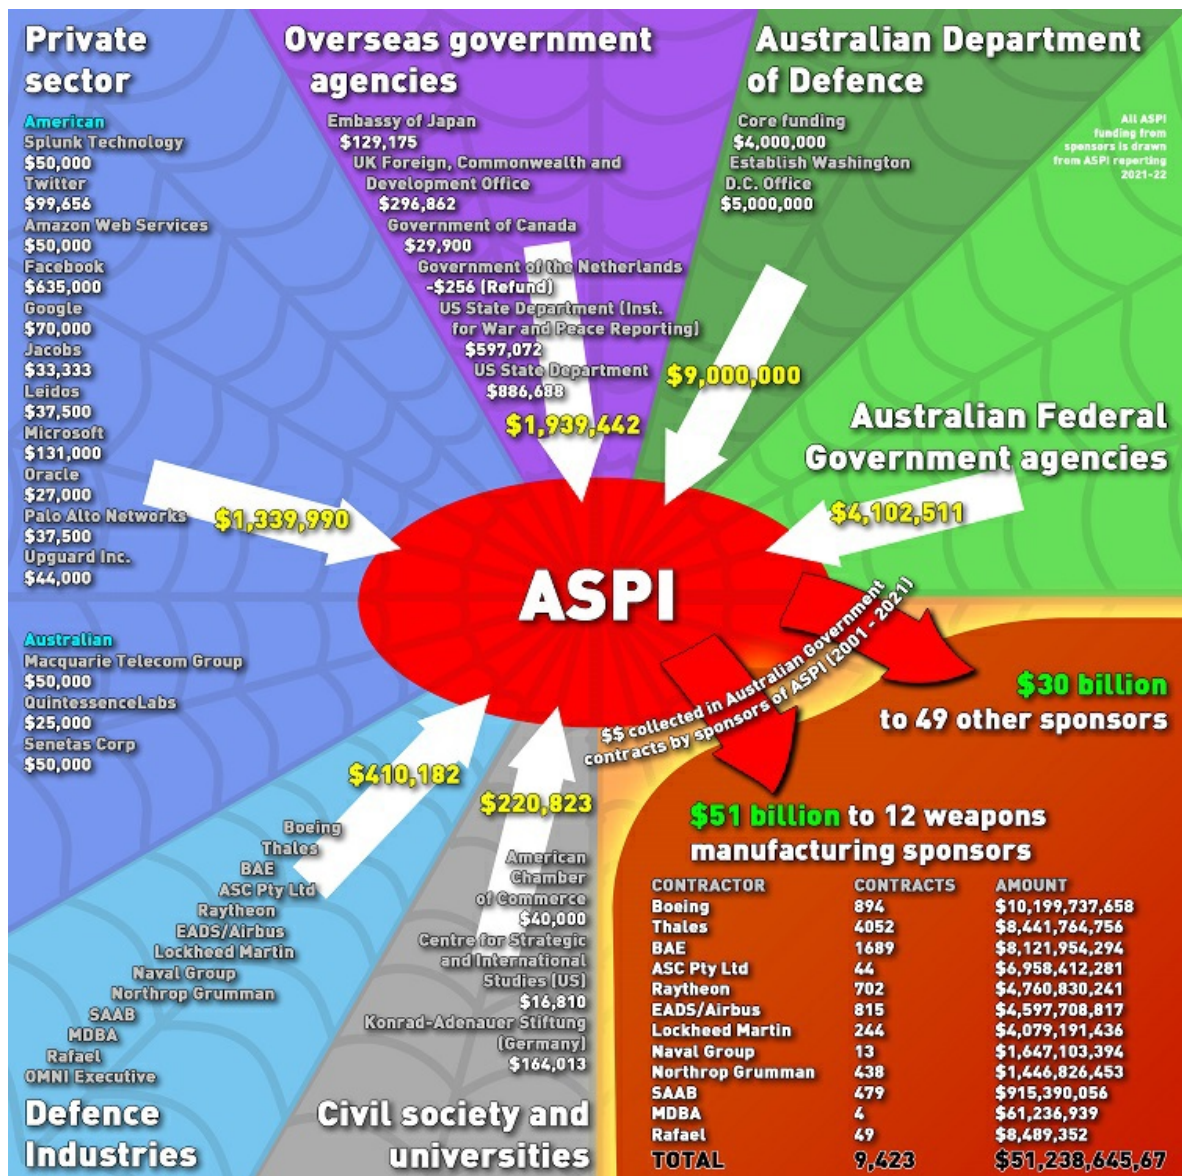 Private
sector
American
Splunk Technology
$50,000
Twitter
$99,656
Amazon Web Services
$50,000
Facebook
$635,000
Google
$70,000
Jacobs
$33,333
Leidos
$37,500
Microsoft
$131,000
Oracle
$27,000
Palo Alto Networks
$37,500
Upguard Inc.
$44,000
$1,339,990
Australian
Macquarie Telecom Group
$50,000
QuintessenceLabs
$25,000
Senetas Corp
$50,000
Overseas government
agencies
Embassy of Japan
$129,175
UK Foreign, Commonwealth and
Development Office
$296,862
Government of Canada
$29,900
Government of the Netherlands
-$256 (Refund)
US State Department (Inst.
for War and Peace Reporting)
$597,072
US State Department
$886,688
$1,939,442
Australian Department
of Defence
Core funding
$4,000,000
Establish Washington
D.C. Office
$5,000,000
$9,000,000
All ASPI
funding from
sponsors is drawn
from ASPI reporting
2021-22
Australian Federal
Government agencies
$4,102,511
ASPI
$410,182
Boeing
Thales
BAE
ASC Pty Ltd
Raytheon
EADS/Airbus
Lockheed Martin
Naval Group
Northrop Grumman
SAAB
MDBA
Rafael
OMNI Executive
Defence
Industries
$220,823
American
Chamber
of Commerce
$40,000
Centre for Strategic
and International
Studies (US)
$16,810
Konrad-Adenauer Stiftung
(Germany)
$164,013
Civil society and
universities
$$ collected in Australian Government
contracts by sponsors of ASPI (2001 - 2021)
$30 billion
to 49 other sponsors
$51 billion to 12 weapons
manufacturing sponsors
CONTRACTOR CONTRACTS AMOUNT
Boeing 894 $10,199,737,658
Thales 4052 $8,441,764,756
BAE 1689 $8,121,954,294
ASC Pty Ltd 44 $6,958,412,281
Raytheon 702 $4,760,830,241
EADS/Airbus 815 $4,597,708,817
Lockheed Martin 244 $4,079,191,436
Naval Group 13 $1,647,103,394
Northrop Grumman 438 $1,446,826,453
SAAB 479 $915,390,056
MDBA 4 $61,236,939
Rafael 49 $8,489,352
TOTAL 9,423 $51,238,645,67